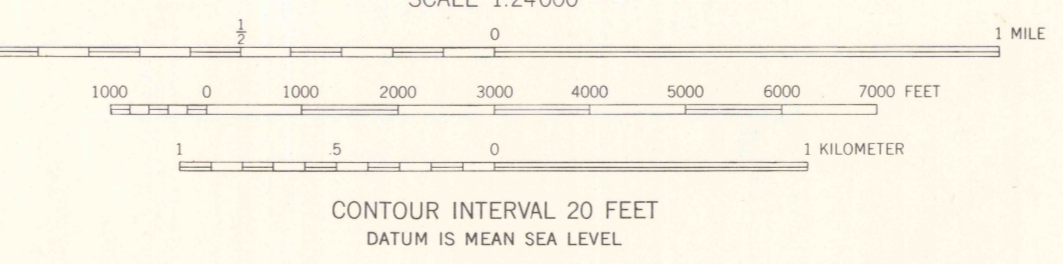 SCALE 1:24000
1/2 0 1 MILE
1000 0 1000 2000 3000 4000 5000 6000 7000 FEET
1 .5 0 1 KILOMETER
CONTOUR INTERVAL 20 FEET
DATUM IS MEAN SEA LEVEL